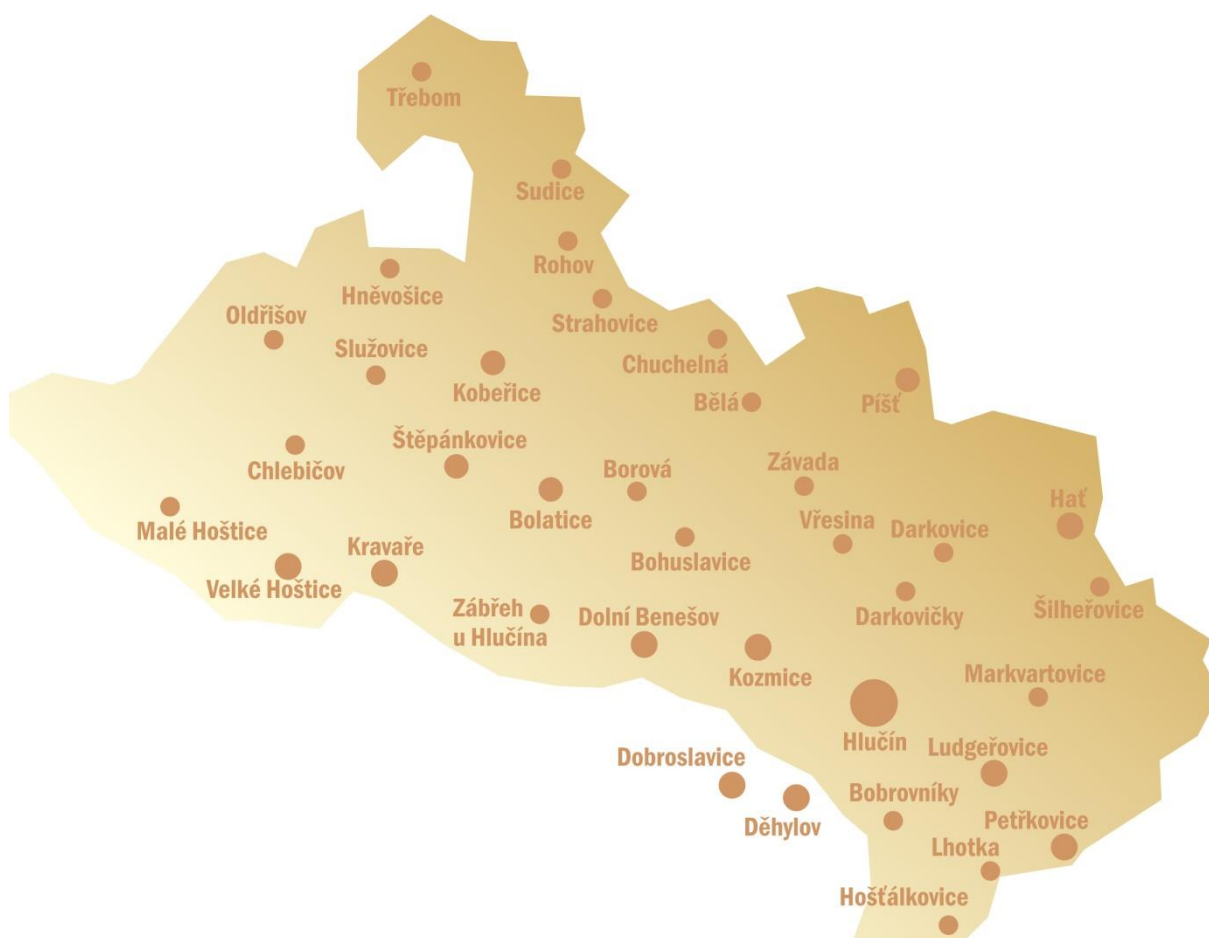 Třebom
Sudice
Rohov
Hněvošice
Oldřišov
Strahovice
Služovice
Chuchelná
Kobeřice
Bělá
Píšť
Štěpánkovice
Chlebičov
Borová
Závada
Hať
Bolatice
Malé Hoštice
Vřesina
Darkovice
Kravaře
Bohuslavice
Velké Hoštice
Zábřeh
u Hlučína
Dolní Benešov
Darkovičky
Šilheřovice
Kozmice
Markvartovice
Hlučín
Ludgeřovice
Dobroslavice
Bobrovníky
Děhylov
Petřkovice
Lhotka
Hošťálkovice